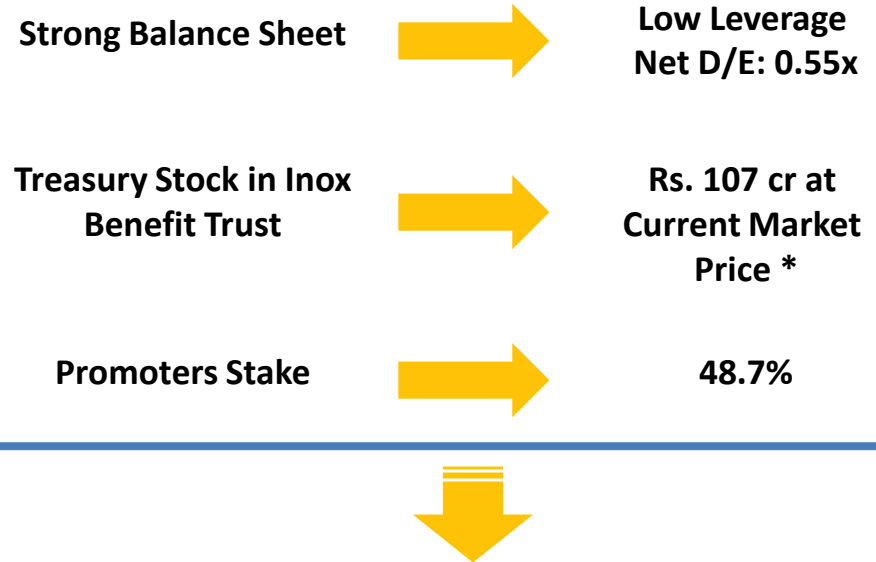 Strong Balance Sheet
Low Leverage
Net D/E: 0.55x
Treasury Stock in Inox
Benefit Trust
Rs. 107 cr at
Current Market
Price *
Promoters Stake
48.7%